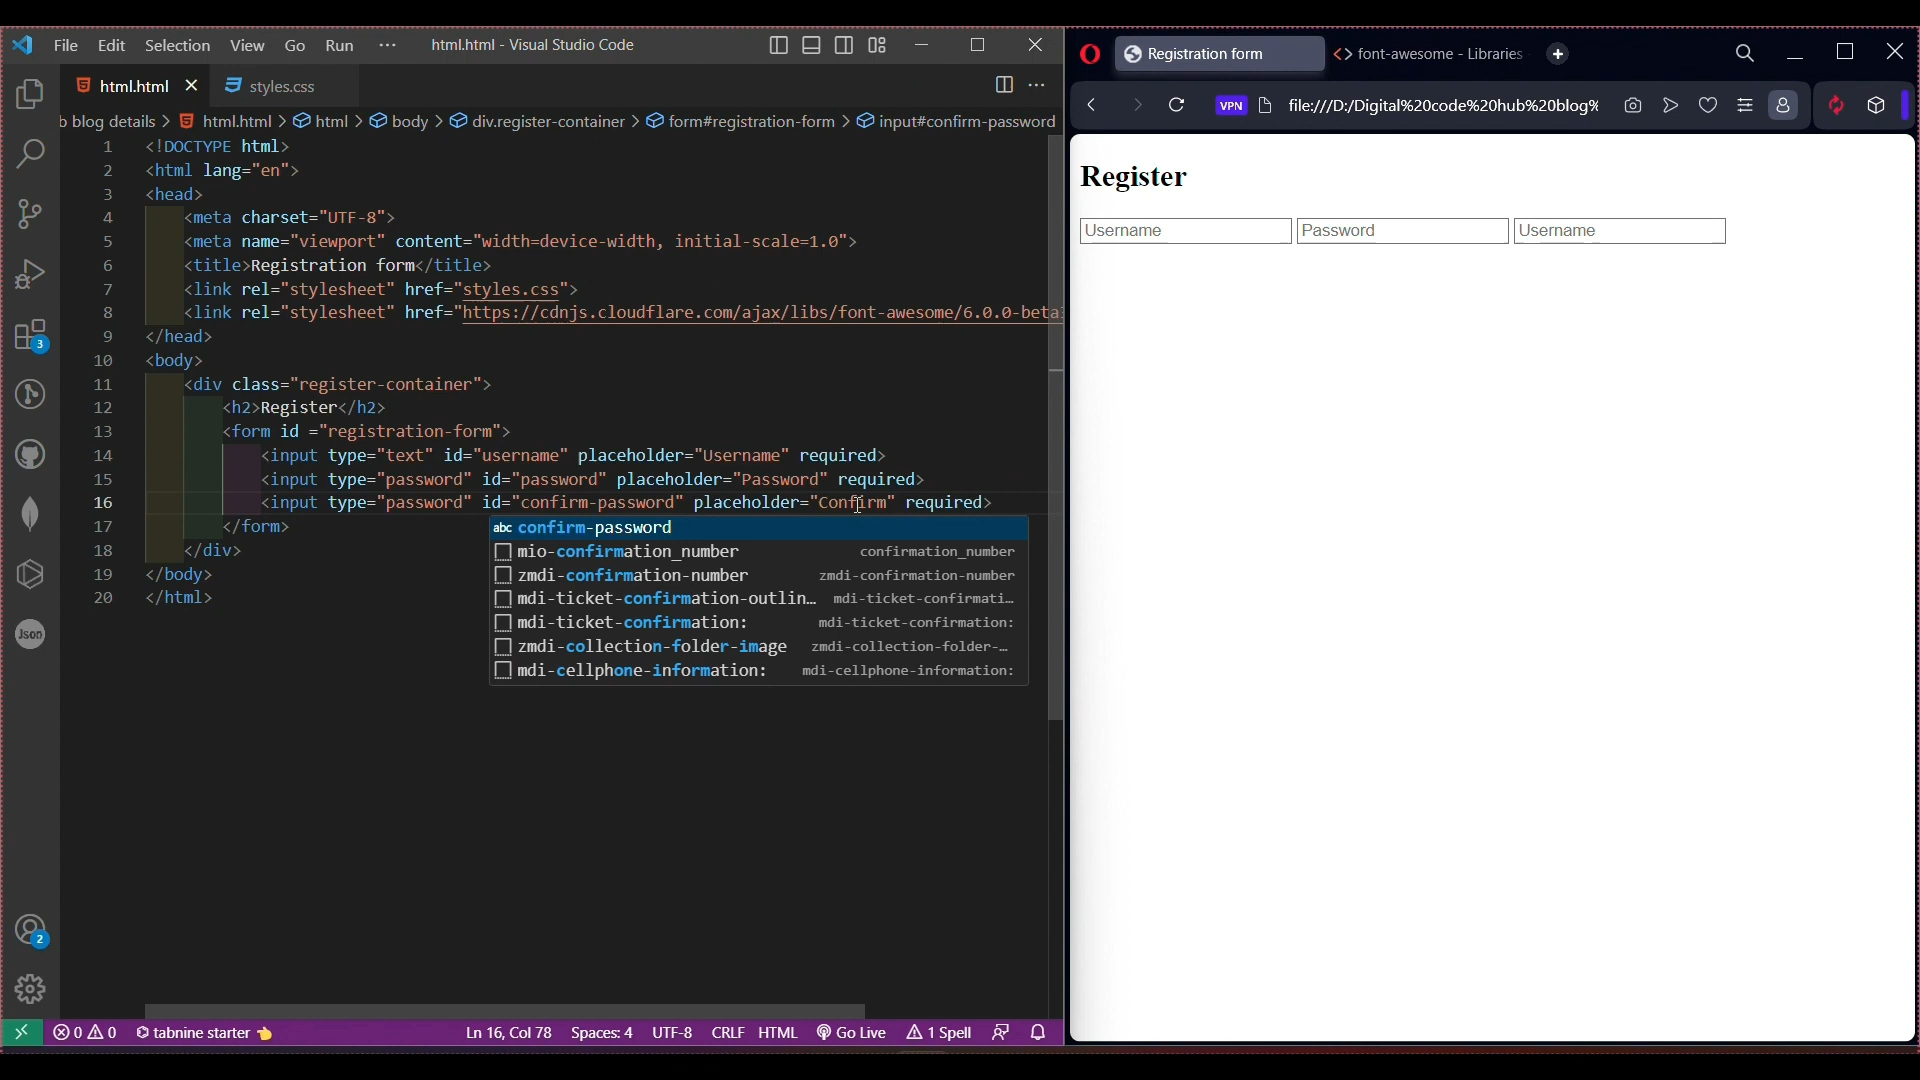 File Edit Selection View Go Run ··· html.html - Visual Studio Code
html.html styles.css
b blog details > html.html > html > body > div.register-container > form#registration-form > input#confirm-password
1 <!DOCTYPE html>
2 <html lang="en">
3 <head>
4 <meta charset="UTF-8">
5 <meta name="viewport" content="width=device-width, initial-scale=1.0">
6 <title>Registration form</title>
7 <link rel="stylesheet" href="styles.css">
8 <link rel="stylesheet" href="https://cdnjs.cloudflare.com/ajax/libs/font-awesome/6.0.0-beta
9 </head>
10 <body>
11 <div class="register-container">
12 <h2>Register</h2>
13 <form id ="registration-form">
14 <input type="text" id="username" placeholder="Username" required>
15 <input type="password" id="password" placeholder="Password" required>
16 <input type="password" id="confirm-password" placeholder="Confirm" required>
17 </form>
18 </div>
19 </body>
20 </html>
abc confirm-password
mio-confirmation_number confirmation_number
zmdi-confirmation-number zmdi-confirmation-number
mdi-ticket-confirmation-outlin… mdi-ticket-confirmati…
mdi-ticket-confirmation: mdi-ticket-confirmation:
zmdi-collection-folder-image zmdi-collection-folder-…
mdi-cellphone-information: mdi-cellphone-information:
3
Json
2
0 0 tabnine starter Ln 16, Col 78 Spaces: 4 UTF-8 CRLF HTML Go Live 1 Spell
Registration form <> font-awesome - Libraries
VPN file:///D:/Digital%20code%20hub%20blog%
Register
Username Password Username